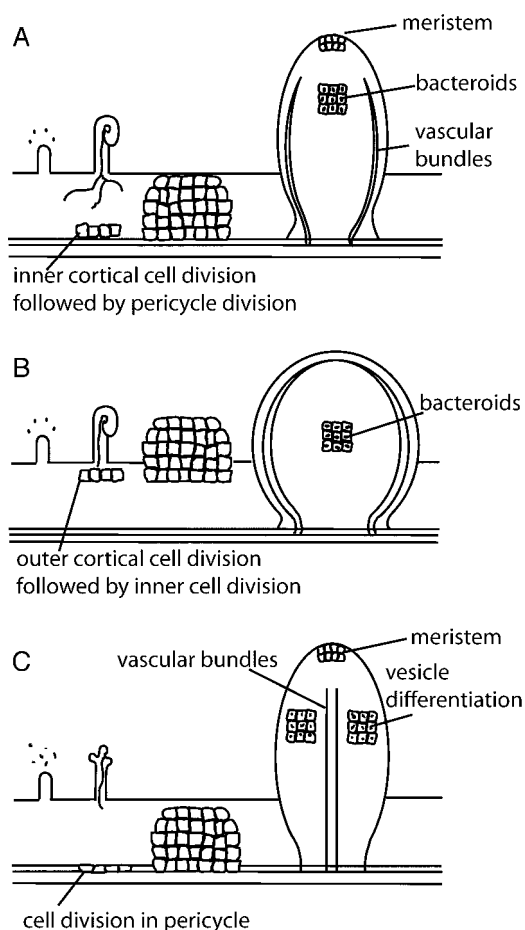 A
meristem
bacteroids
vascular
bundles
inner cortical cell division
followed by pericycle division
B
bacteroids
outer cortical cell division
followed by inner cell division
C
vascular bundles
meristem
vesicle
differentiation
cell division in pericycle